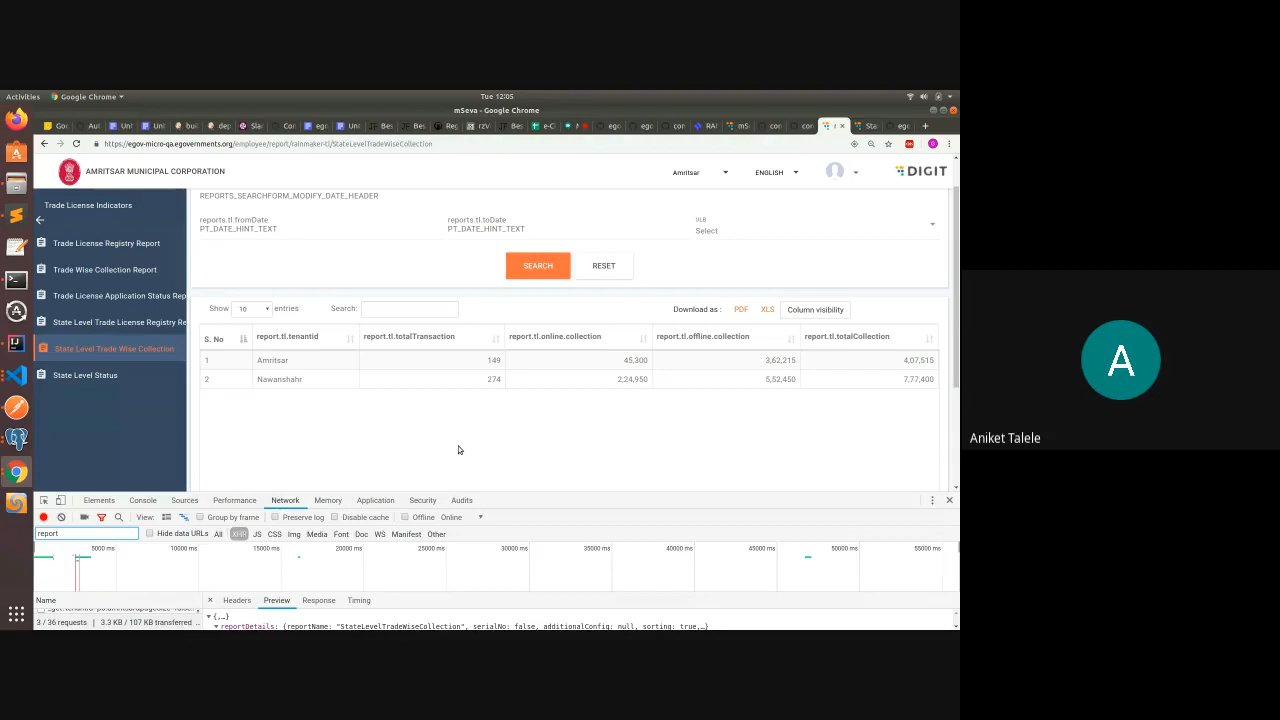 Activities Google Chrome Tue 12:05
mSeva - Google Chrome
https://egov-micro-qa.egovernments.org/employee/report/rainmaker-tl/StateLevelTradeWiseCollection
AMRITSAR MUNICIPAL CORPORATION Amritsar ENGLISH DIGIT
Trade License Indicators
Trade License Registry Report
Trade Wise Collection Report
Trade License Application Status Rep
State Level Trade License Registry Re
State Level Trade Wise Collection
State Level Status
REPORTS_SEARCHFORM_MODIFY_DATE_HEADER
reports.tl.fromDate reports.tl.toDate ULB
PT_DATE_HINT_TEXT PT_DATE_HINT_TEXT Select
SEARCH RESET
Show 10 entries Search: Download as : PDF XLS Column visibility
S. No report.tl.tenantid report.tl.totalTransaction report.tl.online.collection report.tl.offline.collection report.tl.totalCollection
1 Amritsar 149 45,300 3,62,215 4,07,515
2 Nawanshahr 274 2,24,950 5,52,450 7,77,400
Elements Console Sources Network Memory Performance Application Security Audits
View: Group by frame Preserve log Disable cache Offline Online
report Hide data URLs All XHR JS CSS Img Media Font Doc WS Manifest Other
5000 ms 10000 ms 15000 ms 20000 ms 25000 ms 30000 ms 35000 ms 40000 ms 45000 ms 50000 ms 55000 ms
Name Headers Preview Response Timing
{,…}
3 / 36 requests | 3.3 KB / 107 KB transferred ...
reportDetails: {reportName: "StateLevelTradeWiseCollection", serialNo: false, additionalConfig: null, sorting: true,…}
A
Aniket Talele